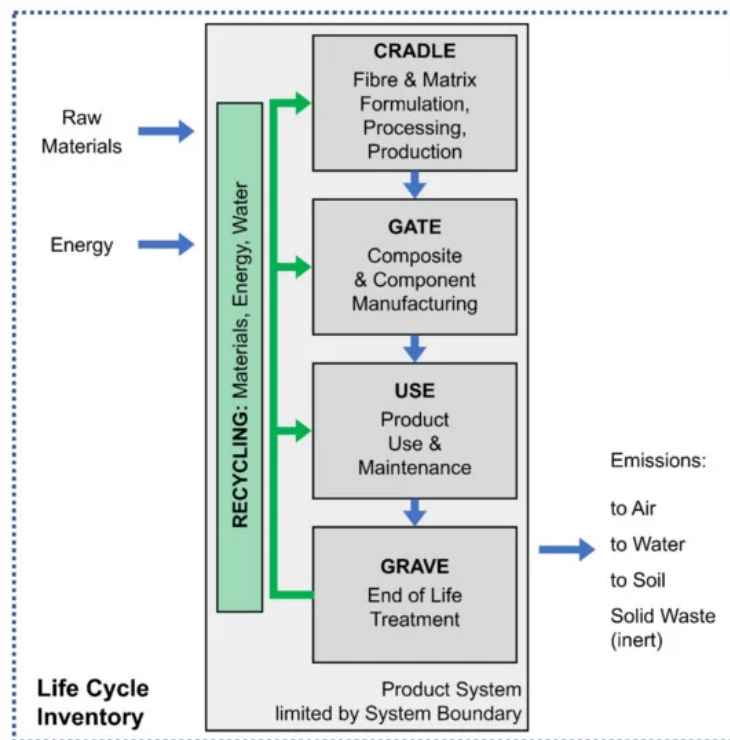 Raw
Materials
Energy
RECYCLING: Materials, Energy, Water
CRADLE
Fibre & Matrix
Formulation,
Processing,
Production
GATE
Composite
& Component
Manufacturing
USE
Product
Use &
Maintenance
GRAVE
End of Life
Treatment
Emissions:
to Air
to Water
to Soil
Solid Waste
(inert)
Life Cycle
Inventory
Product System
limited by System Boundary